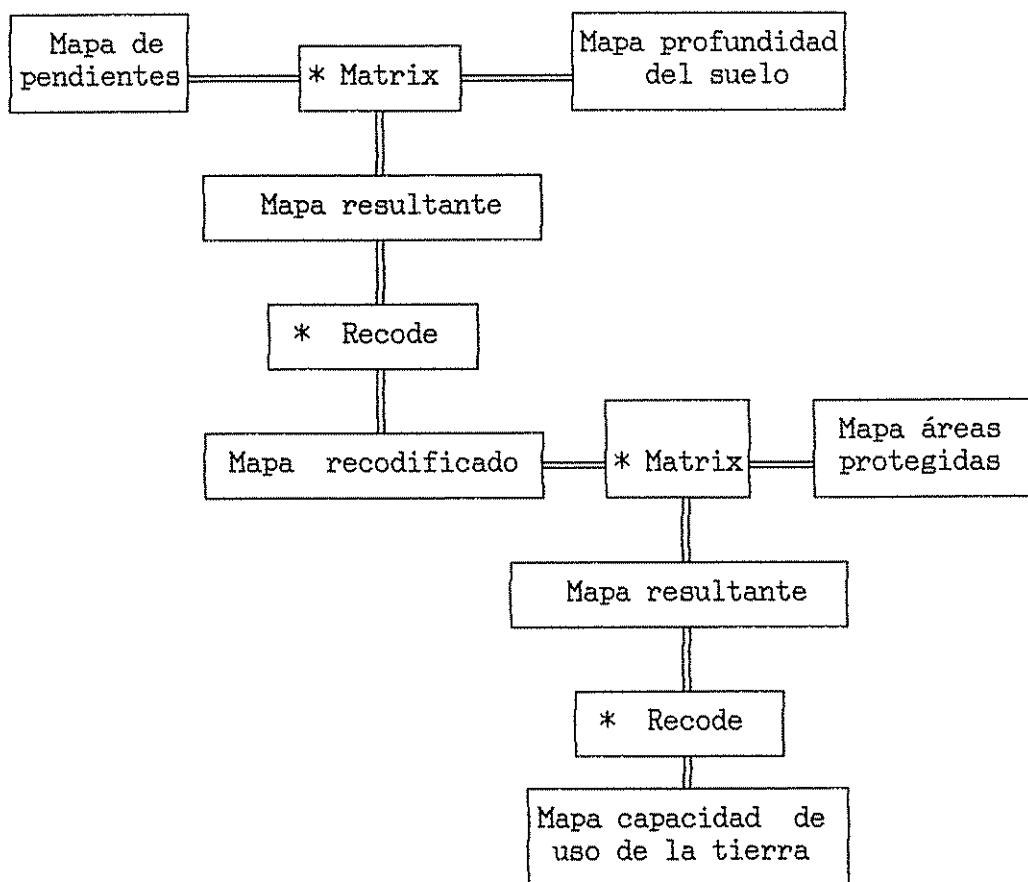 Mapa de
pendientes
* Matrix
Mapa profundidad
del suelo
Mapa resultante
* Recode
Mapa recodificado
* Matrix
Mapa áreas
protegidas
Mapa resultante
* Recode
Mapa capacidad de
uso de la tierra